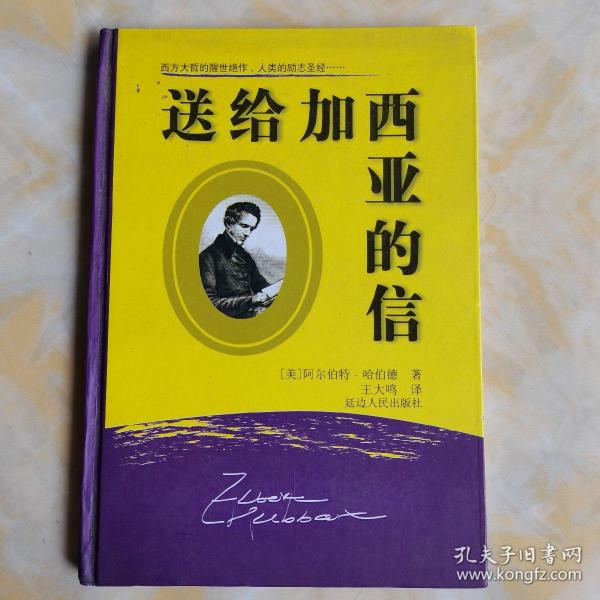 西方大哲的醒世绝作，人类的励志圣经……
送给加西亚的信
［美］阿尔伯特·哈伯德 著
王大鸣 译
延边人民出版社
Elbert
Hubbard
孔夫子旧书网
www.kongfz.com